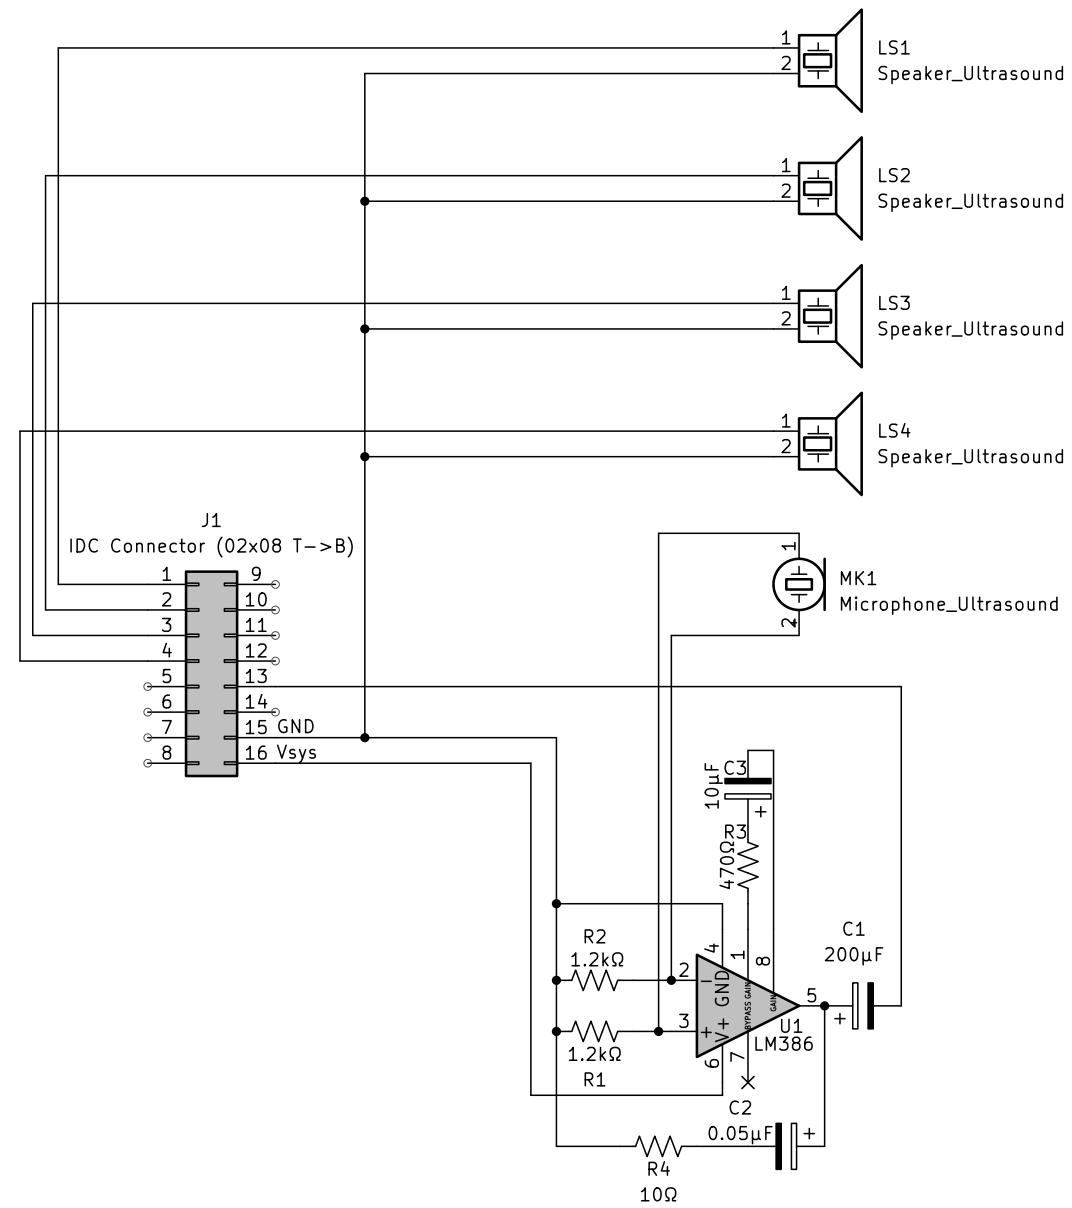 1
LS1
2
Speaker_Ultrasound
1
LS2
2
Speaker_Ultrasound
1
LS3
2
Speaker_Ultrasound
1
LS4
2
Speaker_Ultrasound
J1
IDC Connector (02x08 T->B)
1 9
2 10
3 11
4 12
5 13
6 14
7 15 GND
8 16 Vsys
1
MK1
Microphone_Ultrasound
2
C3
10µF
+
R3
470Ω
R2
1.2kΩ
4
1
8
2
−
GND
BYPASS GAIN
GAIN
3
+
V+
5
U1
LM386
6
7
1.2kΩ
R1
C1
200µF
+
C2
0.05µF
+
R4
10Ω